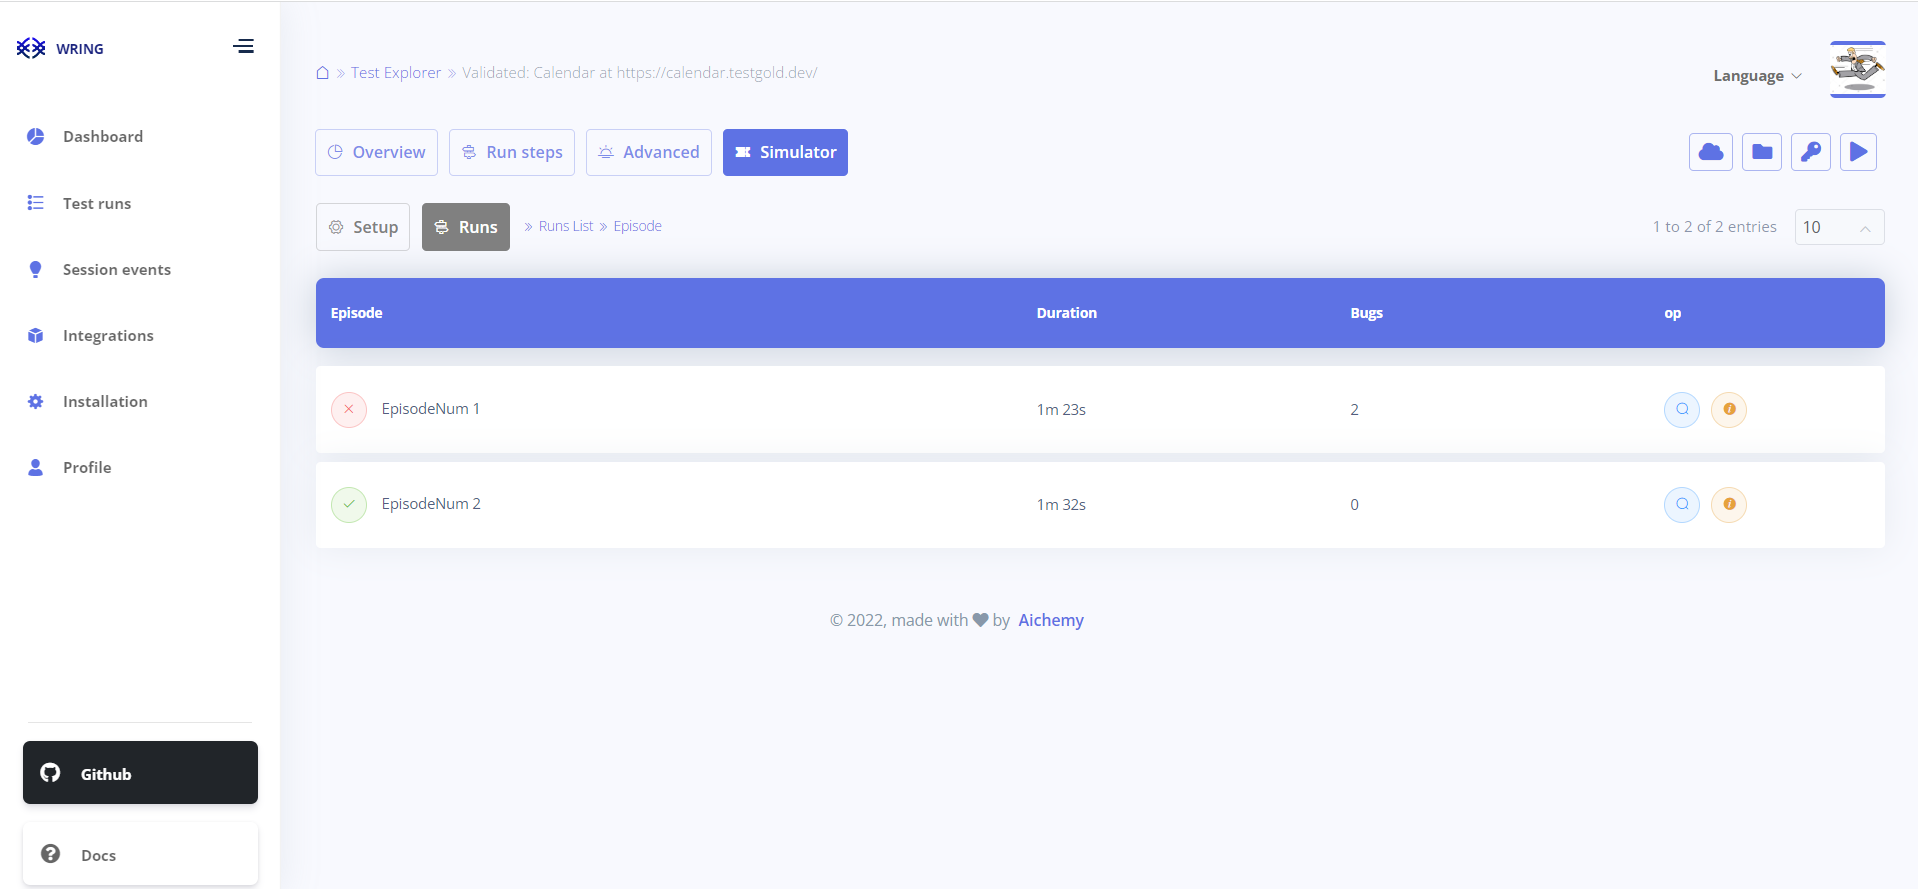 WRING
Dashboard
Test runs
Session events
Integrations
Installation
Profile
Github
Docs
» Test Explorer » Validated: Calendar at https://calendar.testgold.dev/
Language
Overview
Run steps
Advanced
Simulator
Setup
Runs
» Runs List » Episode
1 to 2 of 2 entries
10
Episode Duration Bugs op
EpisodeNum 1 1m 23s 2
EpisodeNum 2 1m 32s 0
© 2022, made with by Aichemy